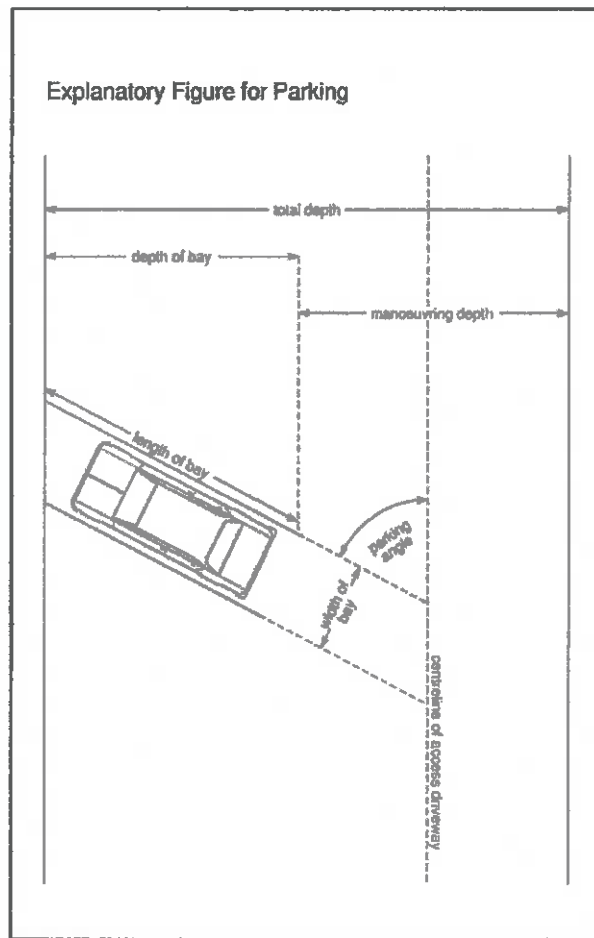 Explanatory Figure for Parking
total depth
depth of bay
manoeuvring depth
length of bay
parking
angle
width of
bay
centreline of access driveway